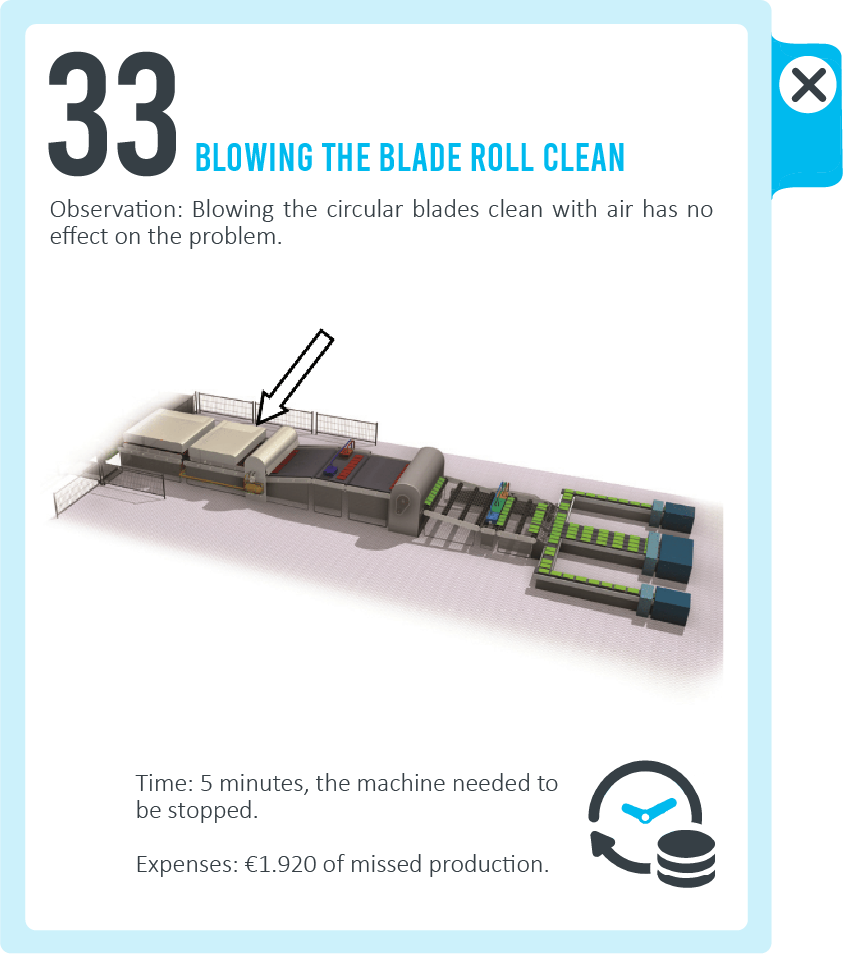 33
BLOWING THE BLADE ROLL CLEAN
Observation: Blowing the circular blades clean with air has no
effect on the problem.
Time: 5 minutes, the machine needed to
be stopped.
Expenses: €1.920 of missed production.